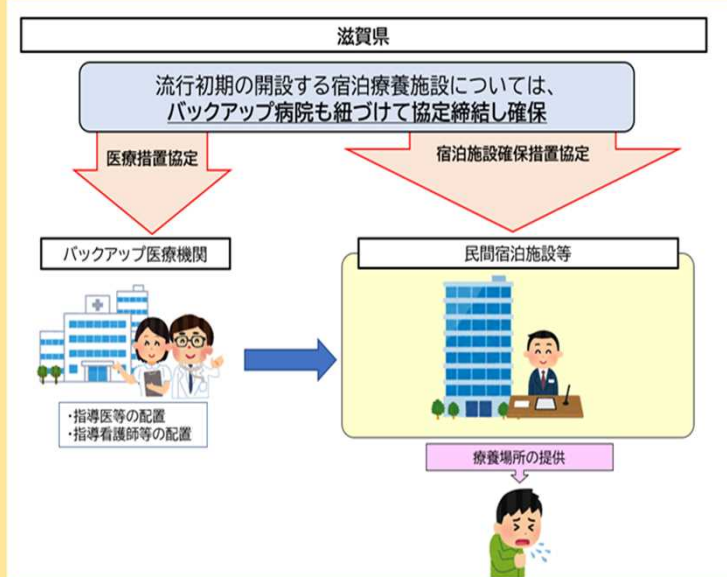 滋賀県
流行初期の開設する宿泊療養施設については、
バックアップ病院も紐づけて協定締結し確保
医療措置協定
宿泊施設確保措置協定
バックアップ医療機関
民間宿泊施設等
・指導医等の配置
・指導看護師等の配置
療養場所の提供